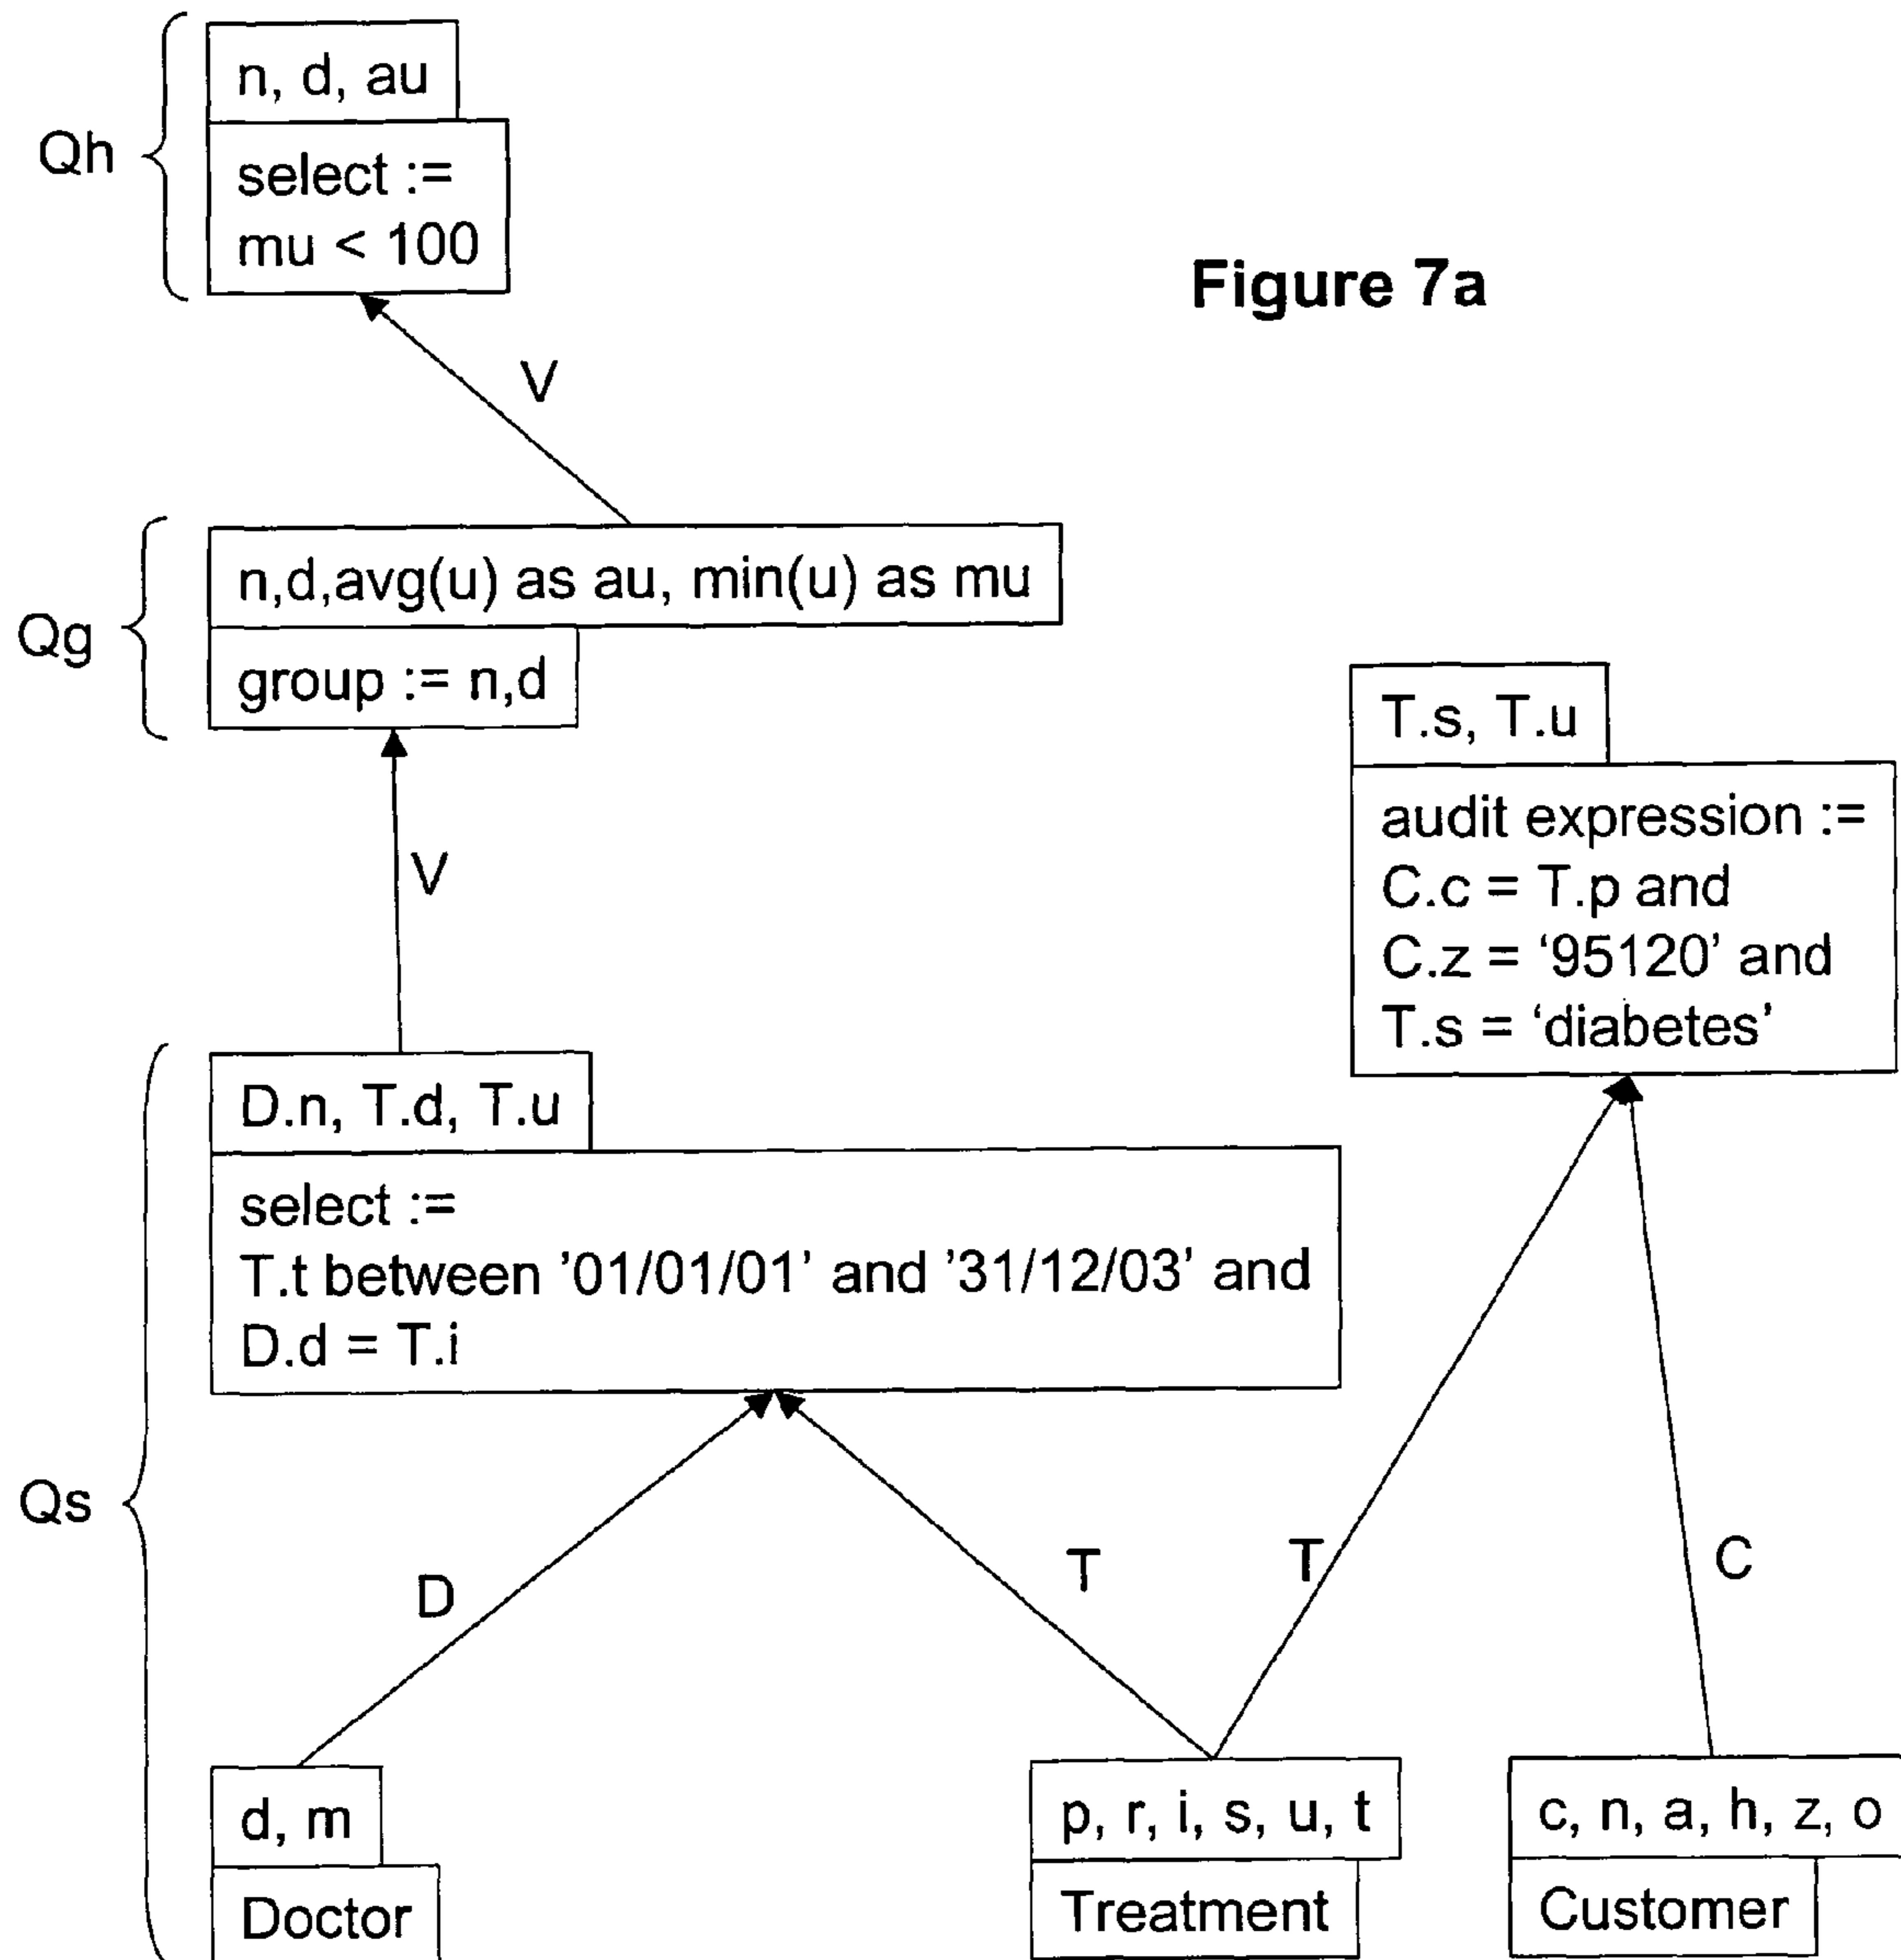 Qh
n, d, au
select :=
mu < 100
Figure 7a
V
Qg
n,d,avg(u) as au, min(u) as mu
group := n,d
V
T.s, T.u
audit expression :=
C.c = T.p and
C.z = ‘95120’ and
T.s = ‘diabetes’
Qs
D.n, T.d, T.u
select :=
T.t between ’01/01/01’ and ’31/12/03’ and
D.d = T.i
D
T
T
C
d, m
Doctor
p, r, i, s, u, t
Treatment
c, n, a, h, z, o
Customer